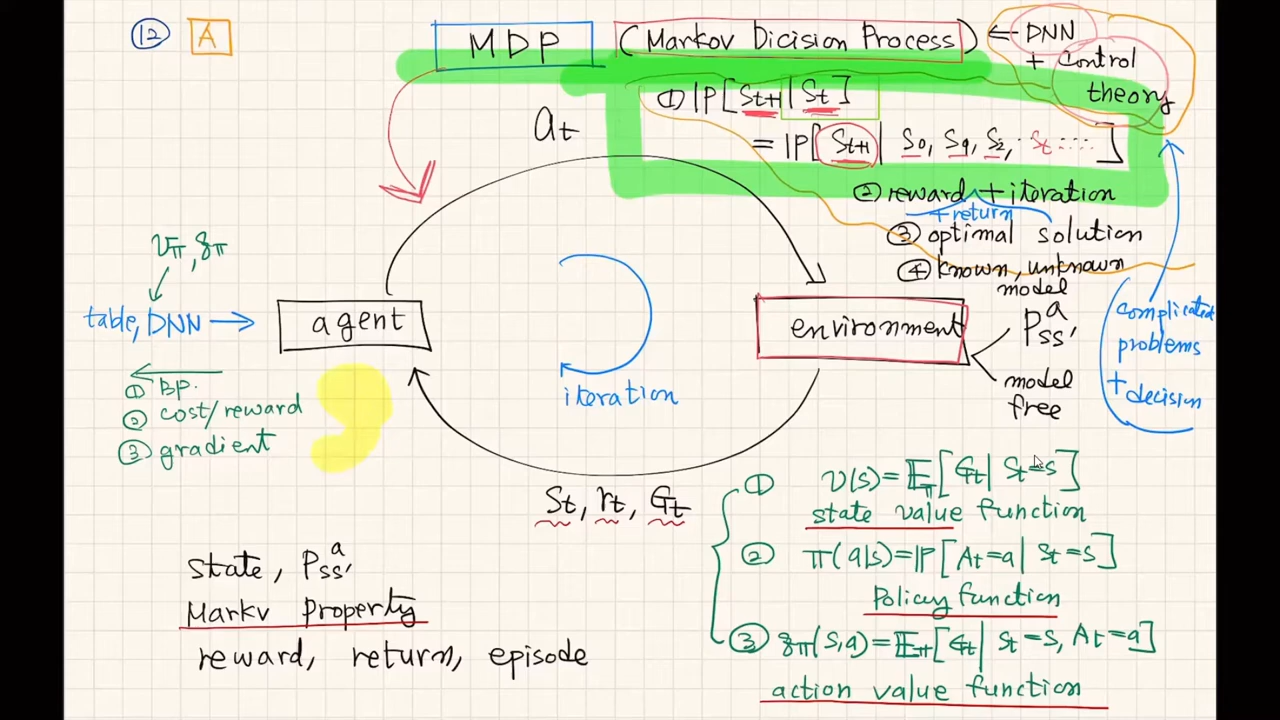 12 A MDP (Markov Dicision Process) ⇐ DNN
+ control
theory
① P[St+1 | St]
= P[St+1 | S0, S1, S2, ... St ....]
at
② reward + iteration
+ return
③ optimal solution
④ known, unknown
model
Pss'^a
model
free
complicated
problems
+ decision
vπ, qπ
table, DNN →
agent
environment
iteration
① BP.
② cost/reward
③ gradient
St, rt, Gt
state, Pss'^a
Markv Property
reward, return, episode
① v(s) = Eπ[Gt | St=s]
state value function
② π(a|s) = P[At=a | St=s]
Policy function
③ qπ(s,a) = Eπ[Gt | St=s, At=a]
action value function